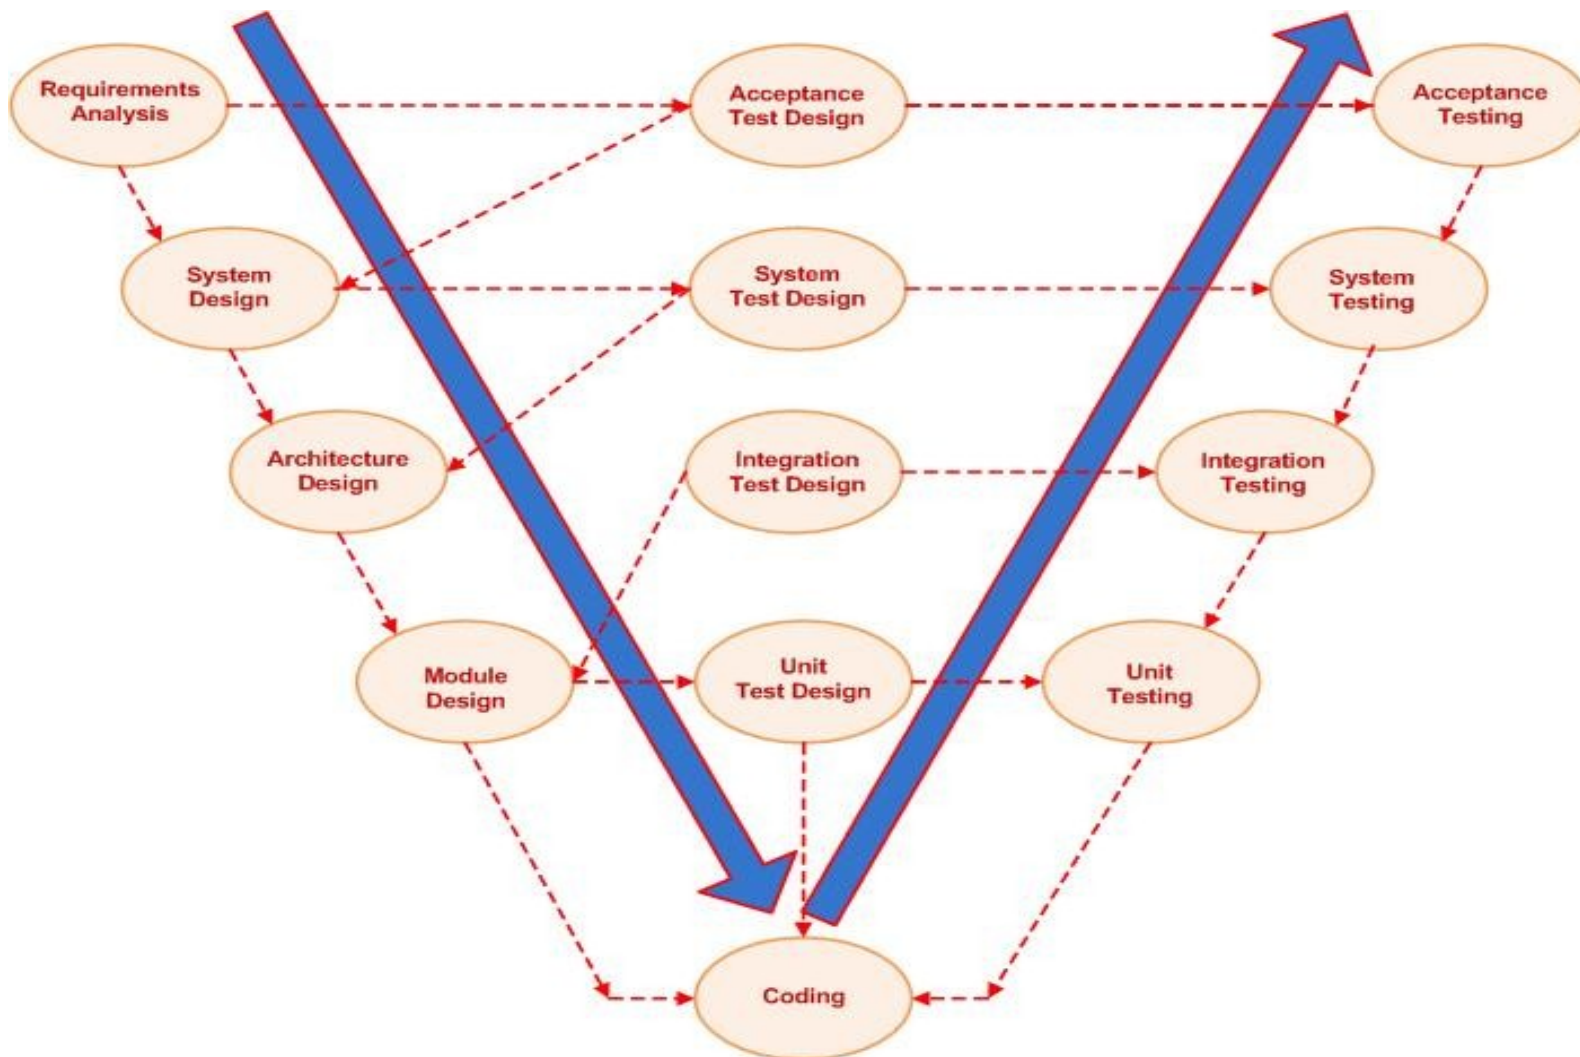 Requirements
Analysis
Acceptance
Test Design
Acceptance
Testing
System
Design
System
Test Design
System
Testing
Architecture
Design
Integration
Test Design
Integration
Testing
Module
Design
Unit
Test Design
Unit
Testing
Coding